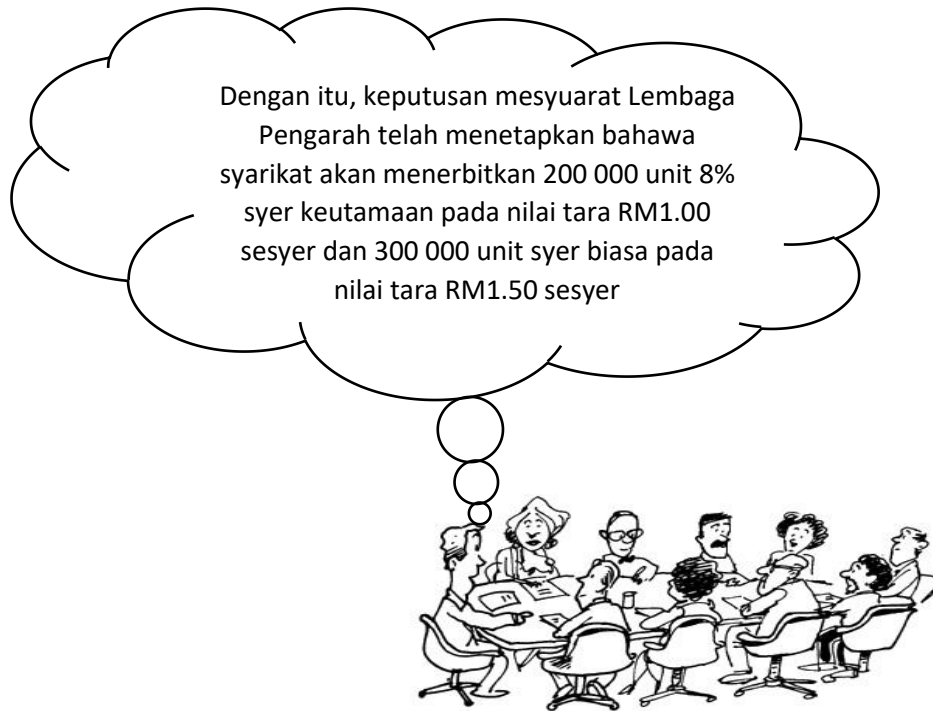 Dengan itu, keputusan mesyuarat Lembaga
Pengarah telah menetapkan bahawa
syarikat akan menerbitkan 200 000 unit 8%
syer keutamaan pada nilai tara RM1.00
sesyer dan 300 000 unit syer biasa pada
nilai tara RM1.50 sesyer